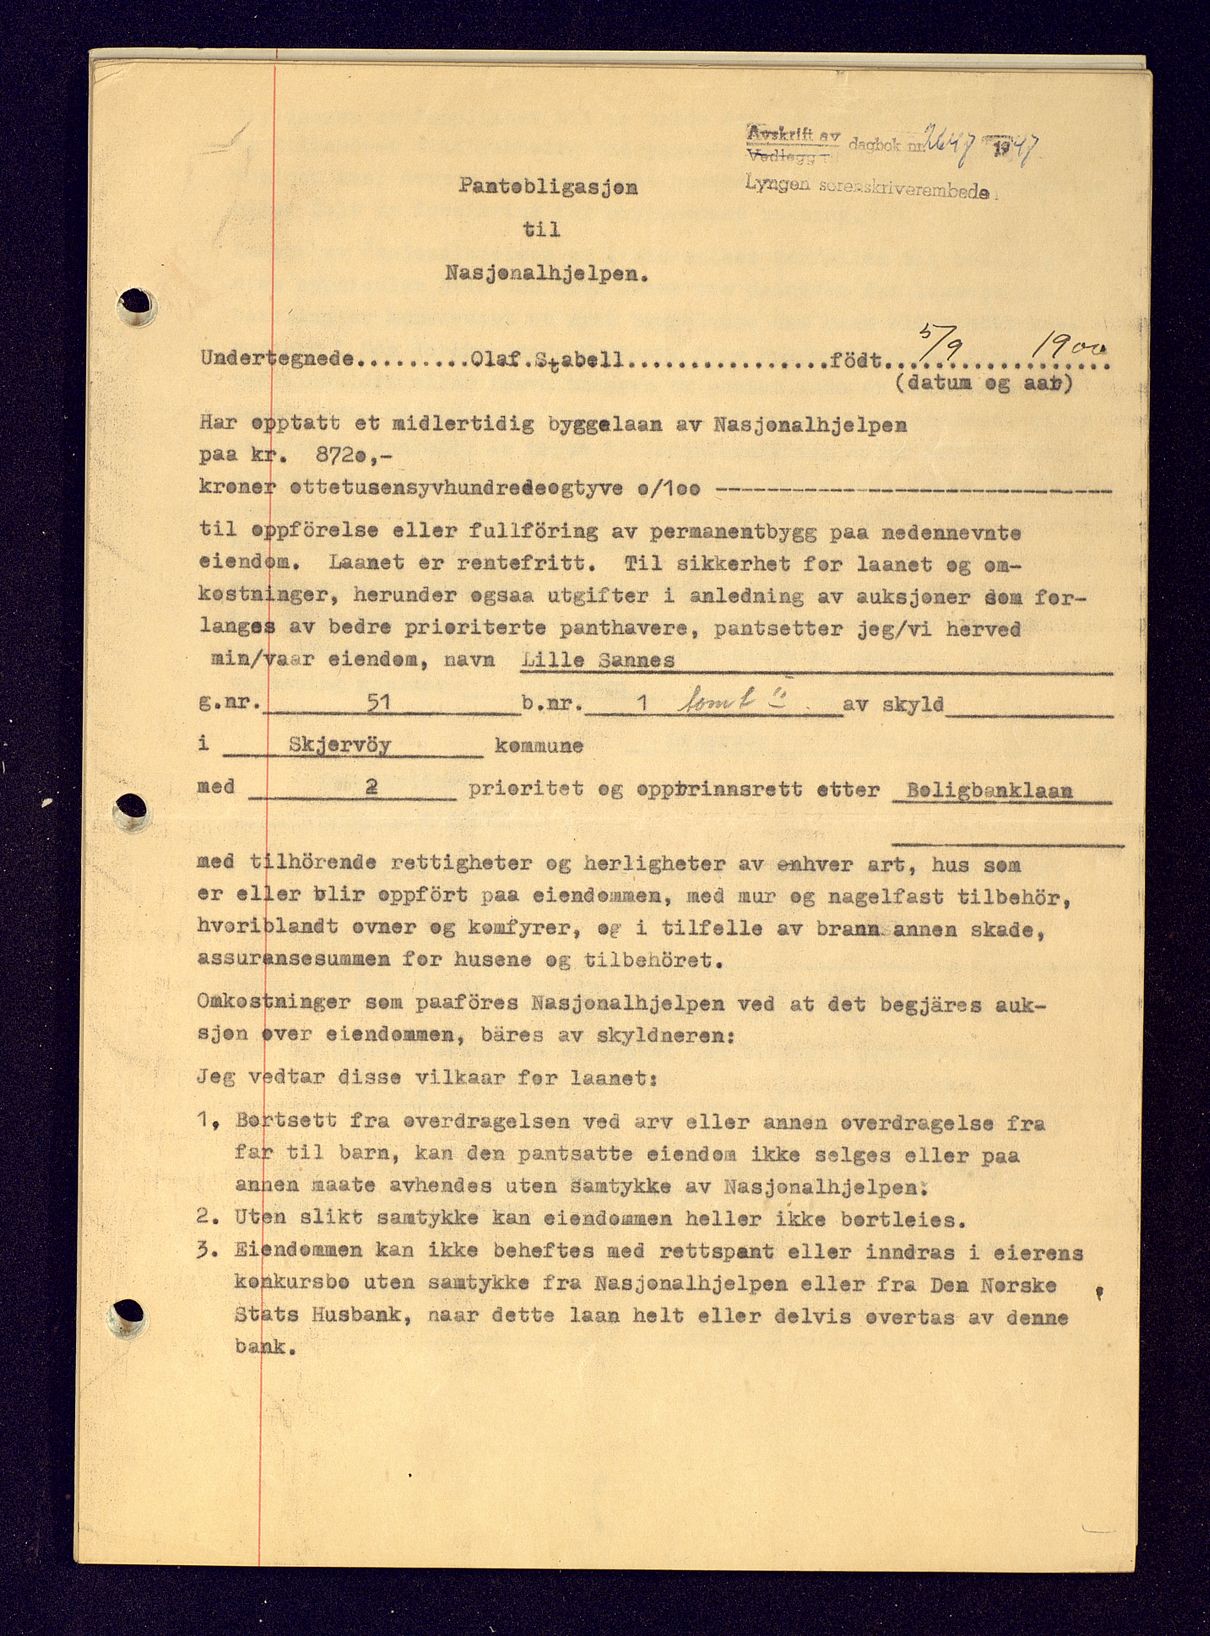 Avskrift av
Vedlegg dagbok nr. 2647 1947
Lyngen sorenskriverembede
Pantobligasjon
til
Nasjonalhjelpen.
Undertegnede.........Olaf.Stabell................födt 5/9 1900
(datum og aar)
Har opptatt et midlertidig byggelaan av Nasjonalhjelpen
paa kr. 8720,-
kroner ottetusensyvhundredeogtyve o/1oo -------------------------------
til oppförelse eller fullföring av permanentbygg paa nedennevnte
eiendom. Laanet er rentefritt. Til sikkerhet for laanet og om-
kostninger, herunder ogsaa utgifter i anledning av auksjoner som for-
langes av bedre prioriterte panthavere, pantsetter jeg/vi herved
min/vaar eiendom, navn Lille Sannes
g.nr. 51 b.nr. 1 tomt av skyld
i Skjervöy kommune
med 2 prioritet og opptrinnsrett etter Boligbanklaan
med tilhörende rettigheter og herligheter av enhver art, hus som
er eller blir oppfört paa eiendommen, med mur og nagelfast tilbehör,
hvoriblandt ovner og komfyrer, og i tilfelle av brann annen skade,
assuransesummen for husene og tilbehöret.
Omkostninger som paaföres Nasjonalhjelpen ved at det begjäres auk-
sjon over eiendommen, bäres av skyldneren:
Jeg vedtar disse vilkaar for laanet:
1, Bortsett fra overdragelsen ved arv eller annen overdragelse fra
far til barn, kan den pantsatte eiendom ikke selges eller paa
annen maate avhendes uten samtykke av Nasjonalhjelpen.
2. Uten slikt samtykke kan eiendommen heller ikke bortleies.
3. Eiendommen kan ikke beheftes med rettspant eller inndras i eierens
konkursbo uten samtykke fra Nasjonalhjelpen eller fra Den Norske
Stats Husbank, naar dette laan helt eller delvis overtas av denne
bank.